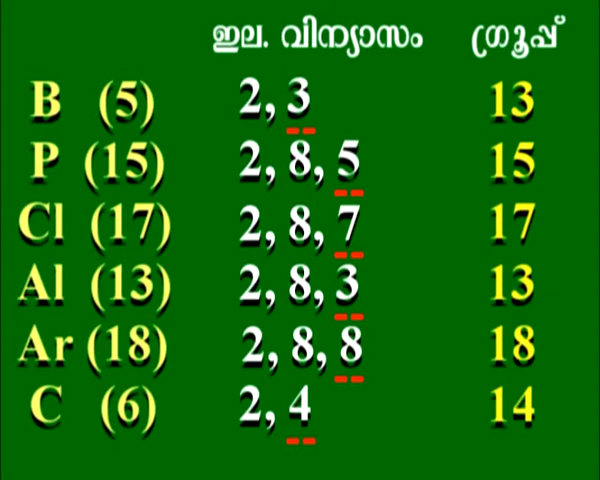 ഇല. വിന്യാസം ഗ്രൂപ്പ്
B (5) 2, 3 13
P (15) 2, 8, 5 15
Cl (17) 2, 8, 7 17
Al (13) 2, 8, 3 13
Ar (18) 2, 8, 8 18
C (6) 2, 4 14